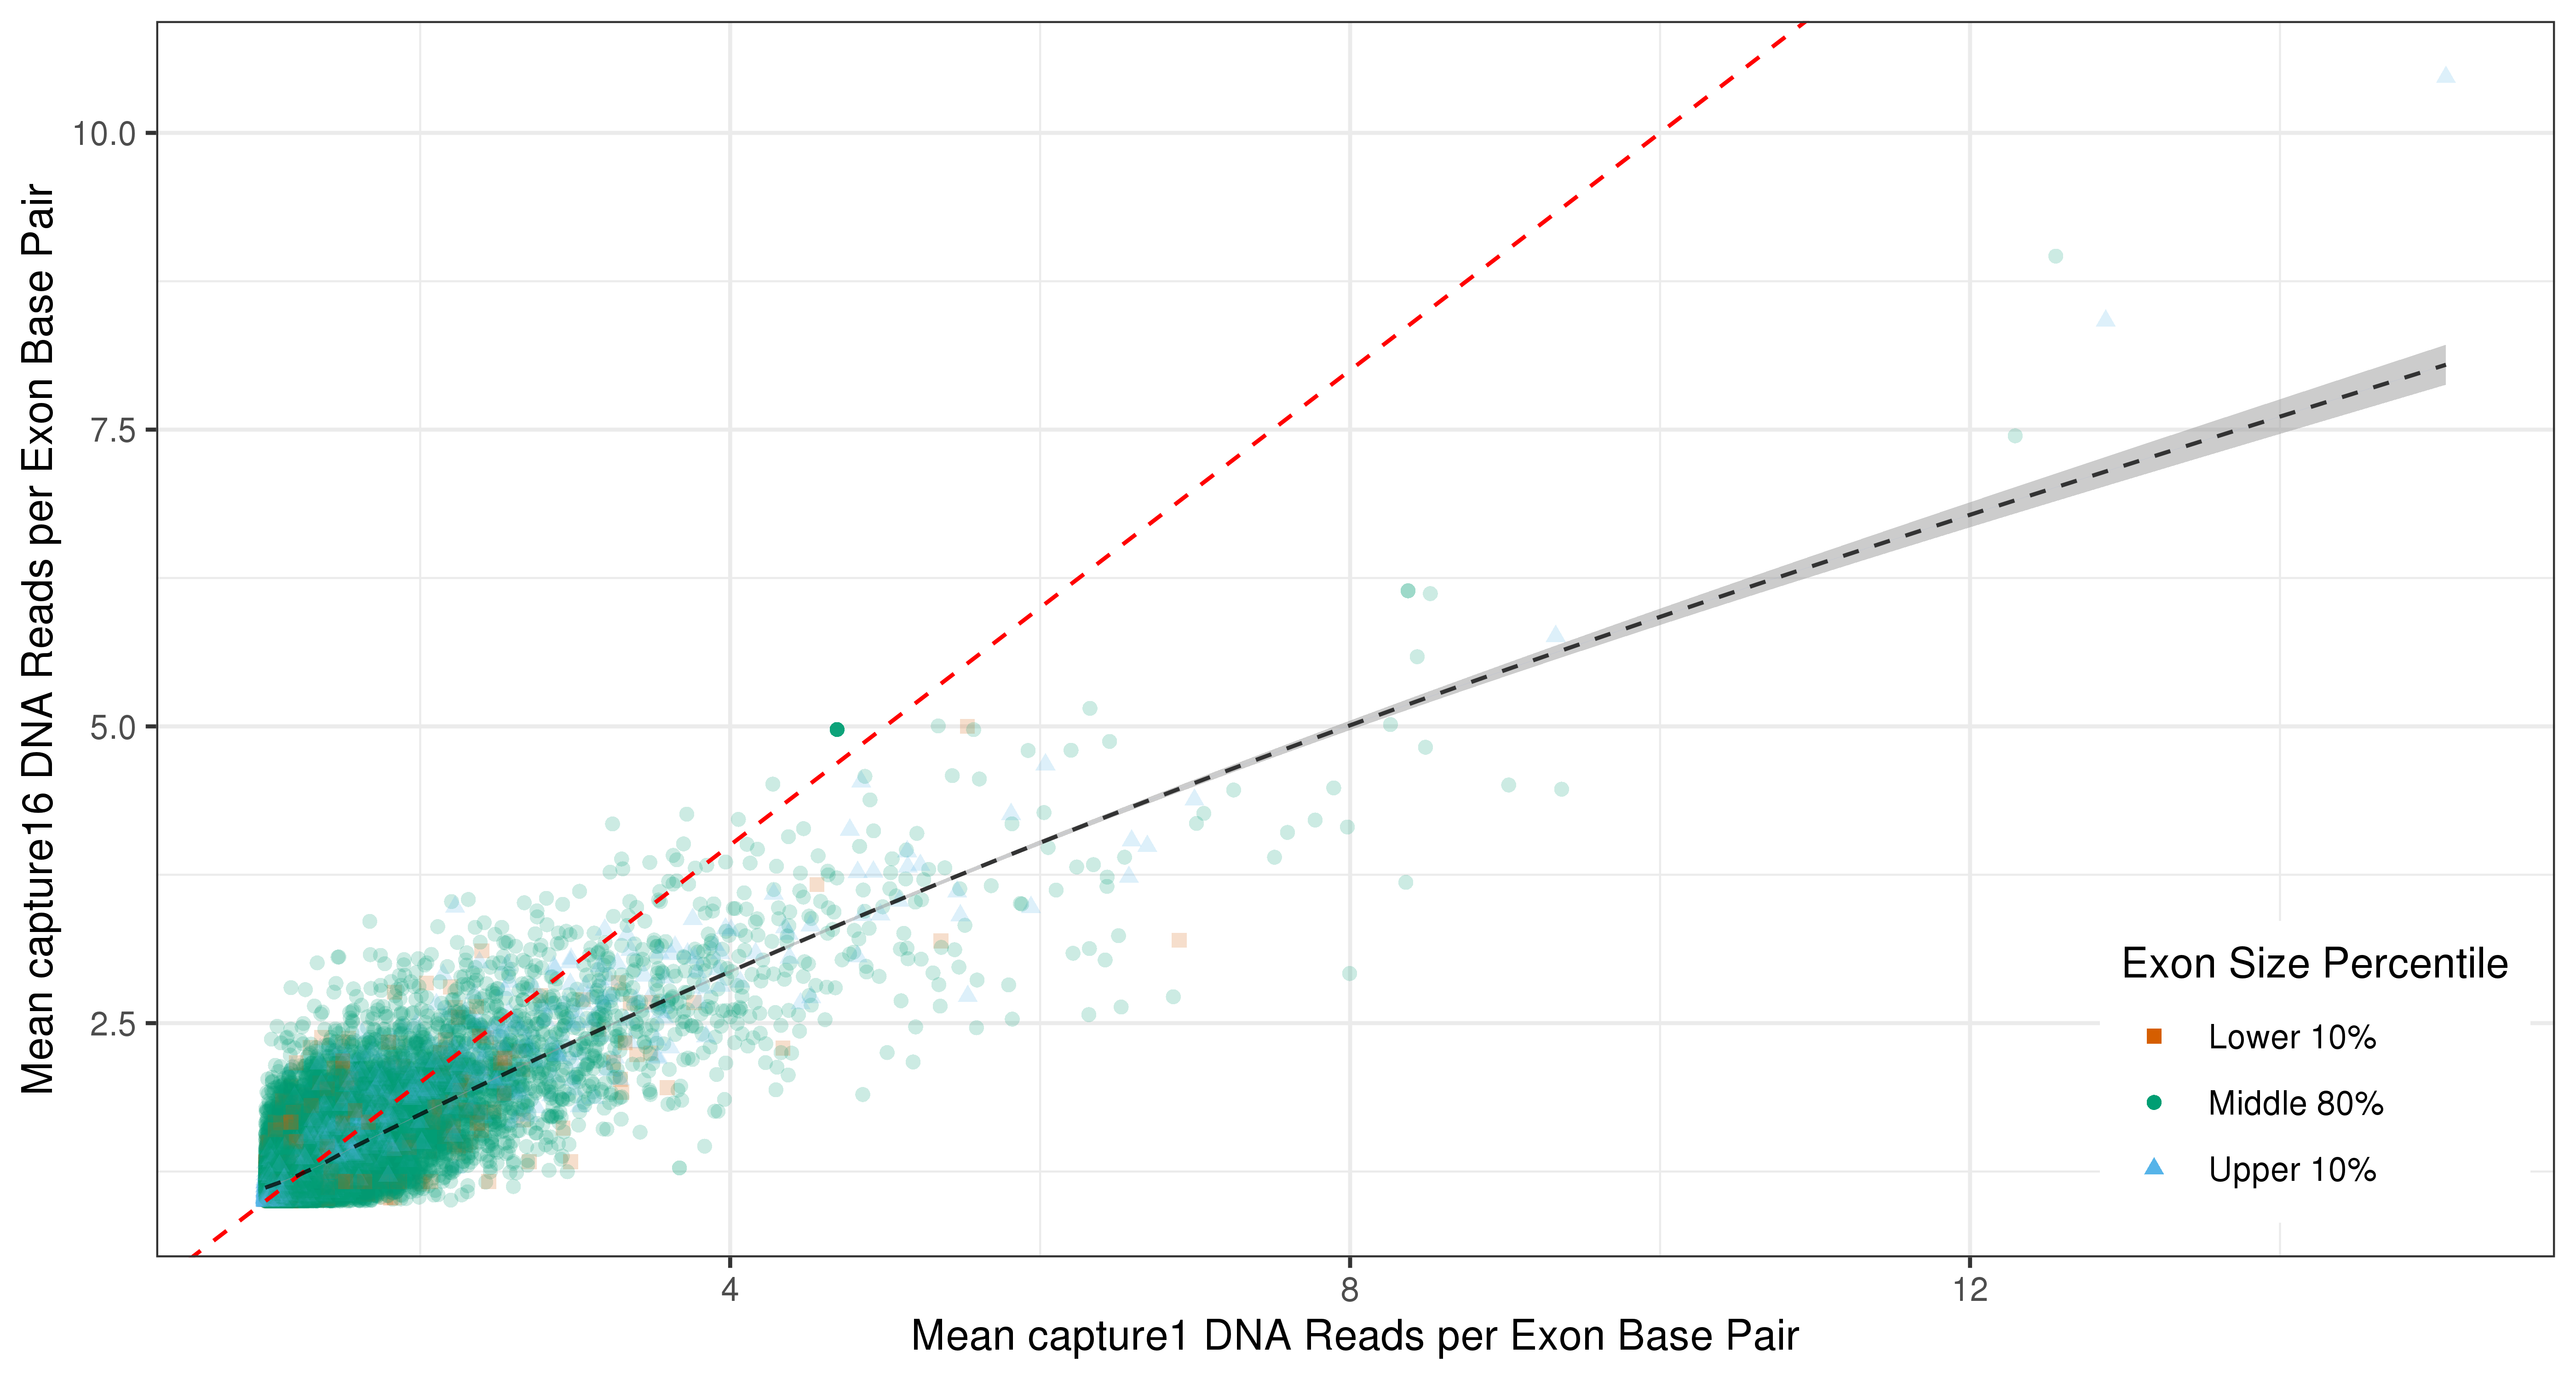 Mean capture16 DNA Reads per Exon Base Pair
10.0
7.5
5.0
2.5
4
8
12
Mean capture1 DNA Reads per Exon Base Pair
Exon Size Percentile
Lower 10%
Middle 80%
Upper 10%